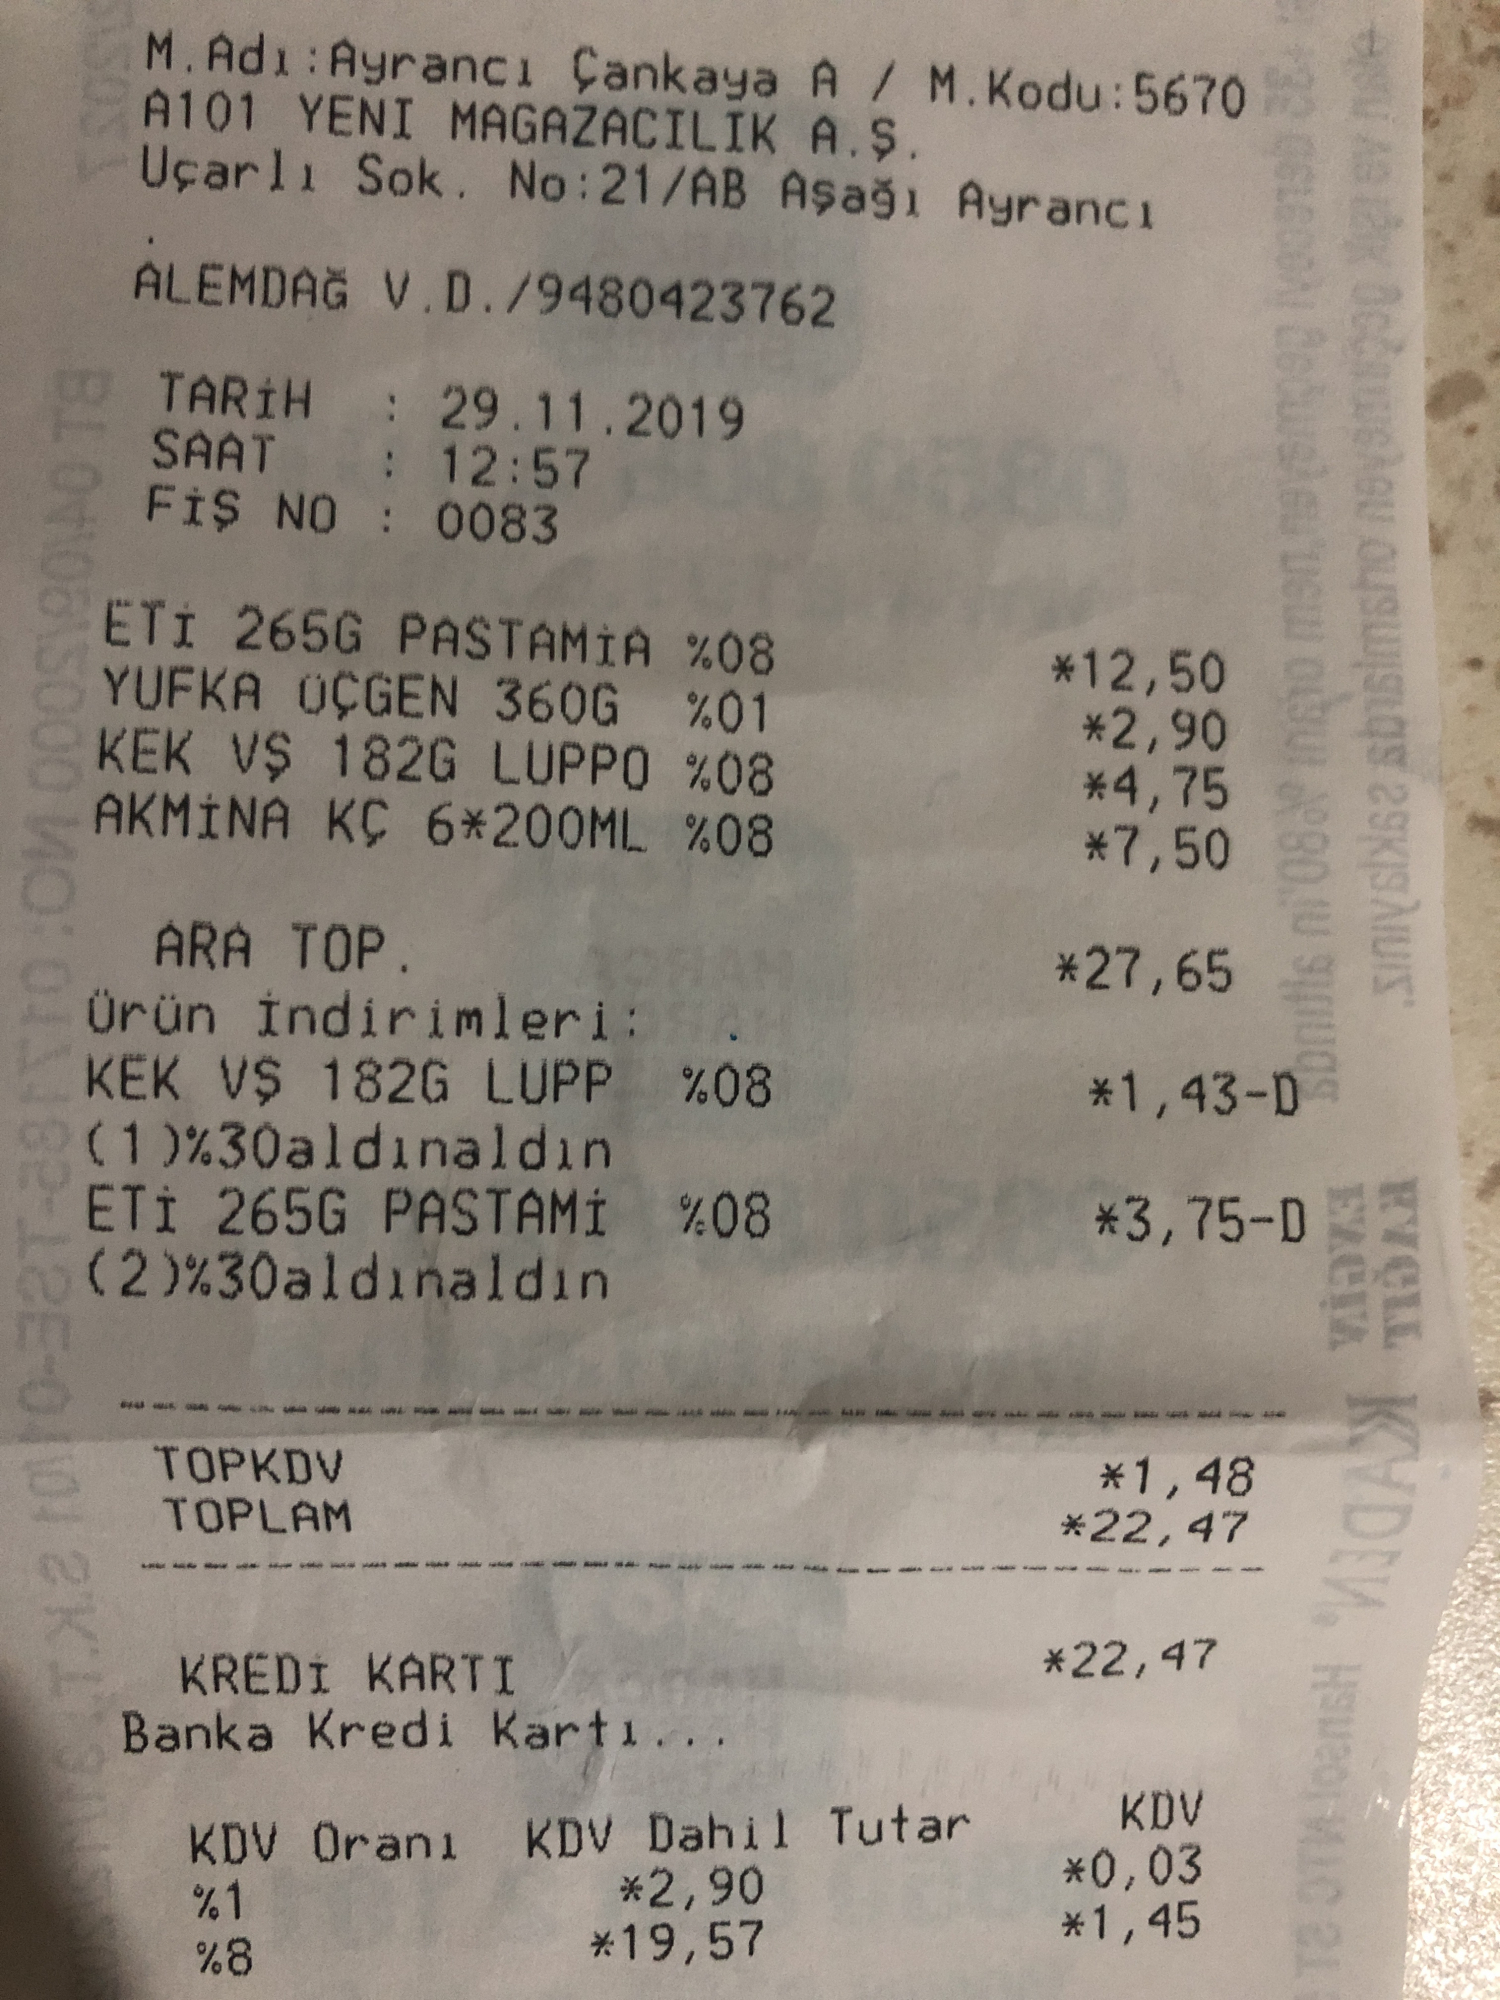 M.Adı:Ayrancı Çankaya A / M.Kodu:5670
A101 YENI MAGAZACILIK A.Ş.
Uçarlı Sok. No:21/AB Aşağı Ayrancı
.
ALEMDAĞ V.D./9480423762
TARİH : 29.11.2019
SAAT : 12:57
FİŞ NO : 0083
ETİ 265G PASTAMİA %08 *12,50
YUFKA ÜÇGEN 360G %01 *2,90
KEK VŞ 182G LUPPO %08 *4,75
AKMİNA KÇ 6*200ML %08 *7,50
ARA TOP. *27,65
Ürün İndirimleri:
KEK VŞ 182G LUPP %08 *1,43-D
(1)%30aldınaldın
ETİ 265G PASTAMİ %08 *3,75-D
(2)%30aldınaldın
TOPKDV *1,48
TOPLAM *22,47
KREDİ KARTI *22,47
Banka Kredi Kartı...
KDV Oranı KDV Dahil Tutar KDV
%1 *2,90 *0,03
%8 *19,57 *1,45